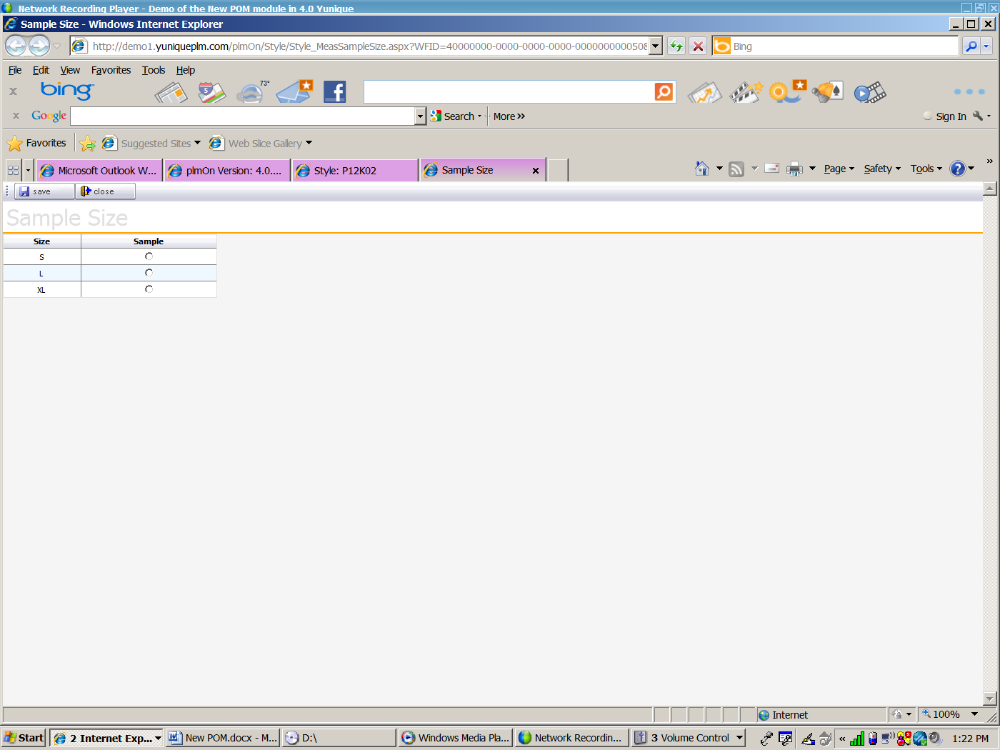 Network Recording Player - Demo of the New POM module in 4.0 Yunique
Sample Size - Windows Internet Explorer
http://demo1.yuniqueplm.com/plmOn/Style/Style_MeasSampleSize.aspx?WFID=40000000-0000-0000-0000-000000000508
Bing
File Edit View Favorites Tools Help
x bing 5 73°
x Google Search More Sign In
Favorites Suggested Sites Web Slice Gallery
Microsoft Outlook W... plmOn Version: 4.0.... Style: P12K02 Sample Size x Page Safety Tools ? »
save close
Sample Size
Size Sample
S
L
XL
Internet 100%
Start 2 Internet Exp... New POM.docx - M... D:\ Windows Media Pla... Network Recordin... 3 Volume Control « 1:22 PM